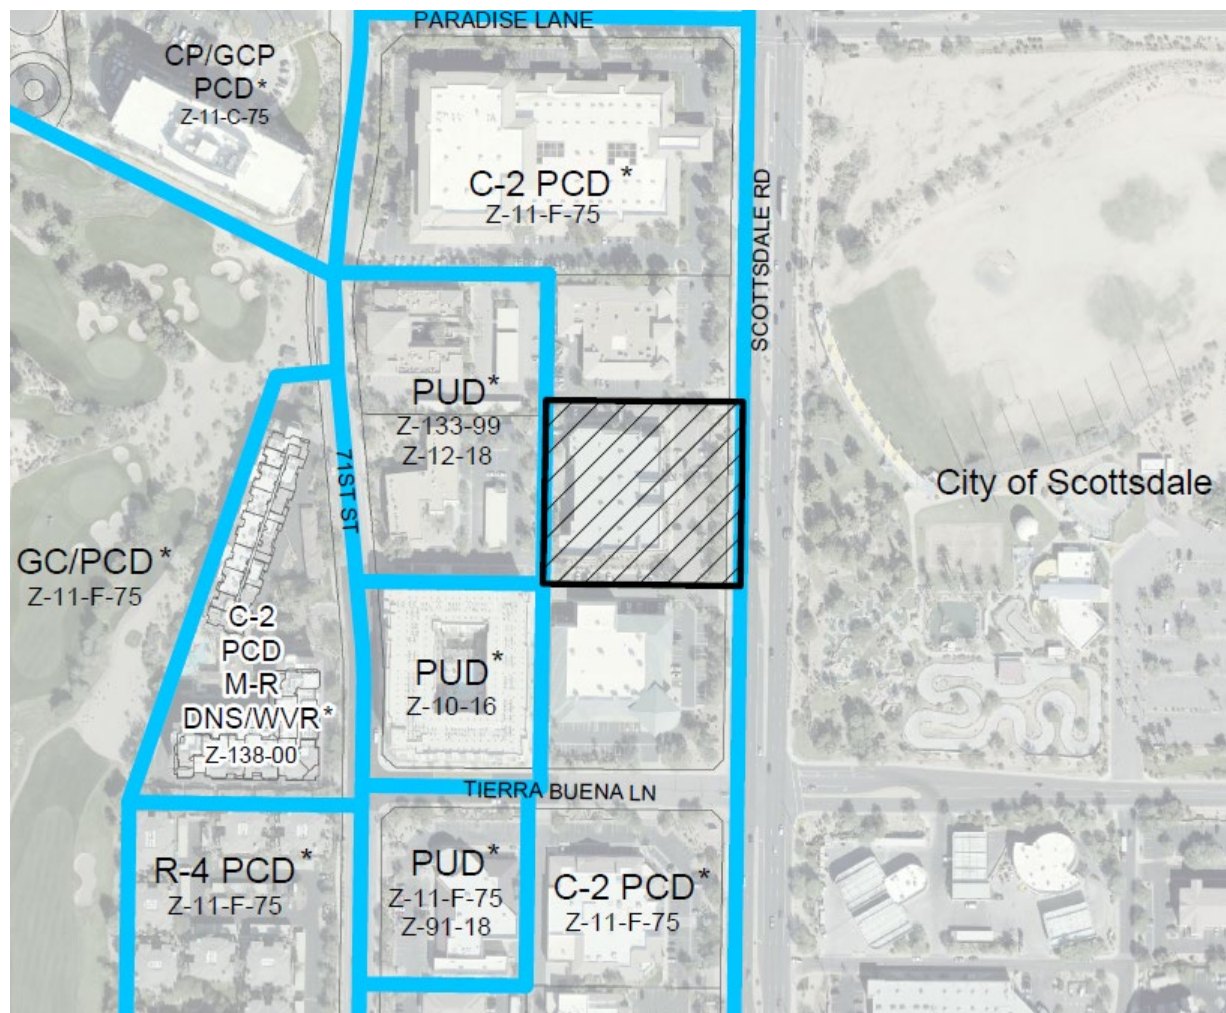 PARADISE LANE
CP/GCP
PCD*
Z-11-C-75
C-2 PCD*
Z-11-F-75
SCOTTSDALE RD
PUD*
Z-133-99
Z-12-18
71ST ST
City of Scottsdale
GC/PCD*
Z-11-F-75
C-2
PCD
M-R
DNS/WVR*
Z-138-00
PUD*
Z-10-16
TIERRA BUENA LN
R-4 PCD*
Z-11-F-75
PUD*
Z-11-F-75
Z-91-18
C-2 PCD*
Z-11-F-75